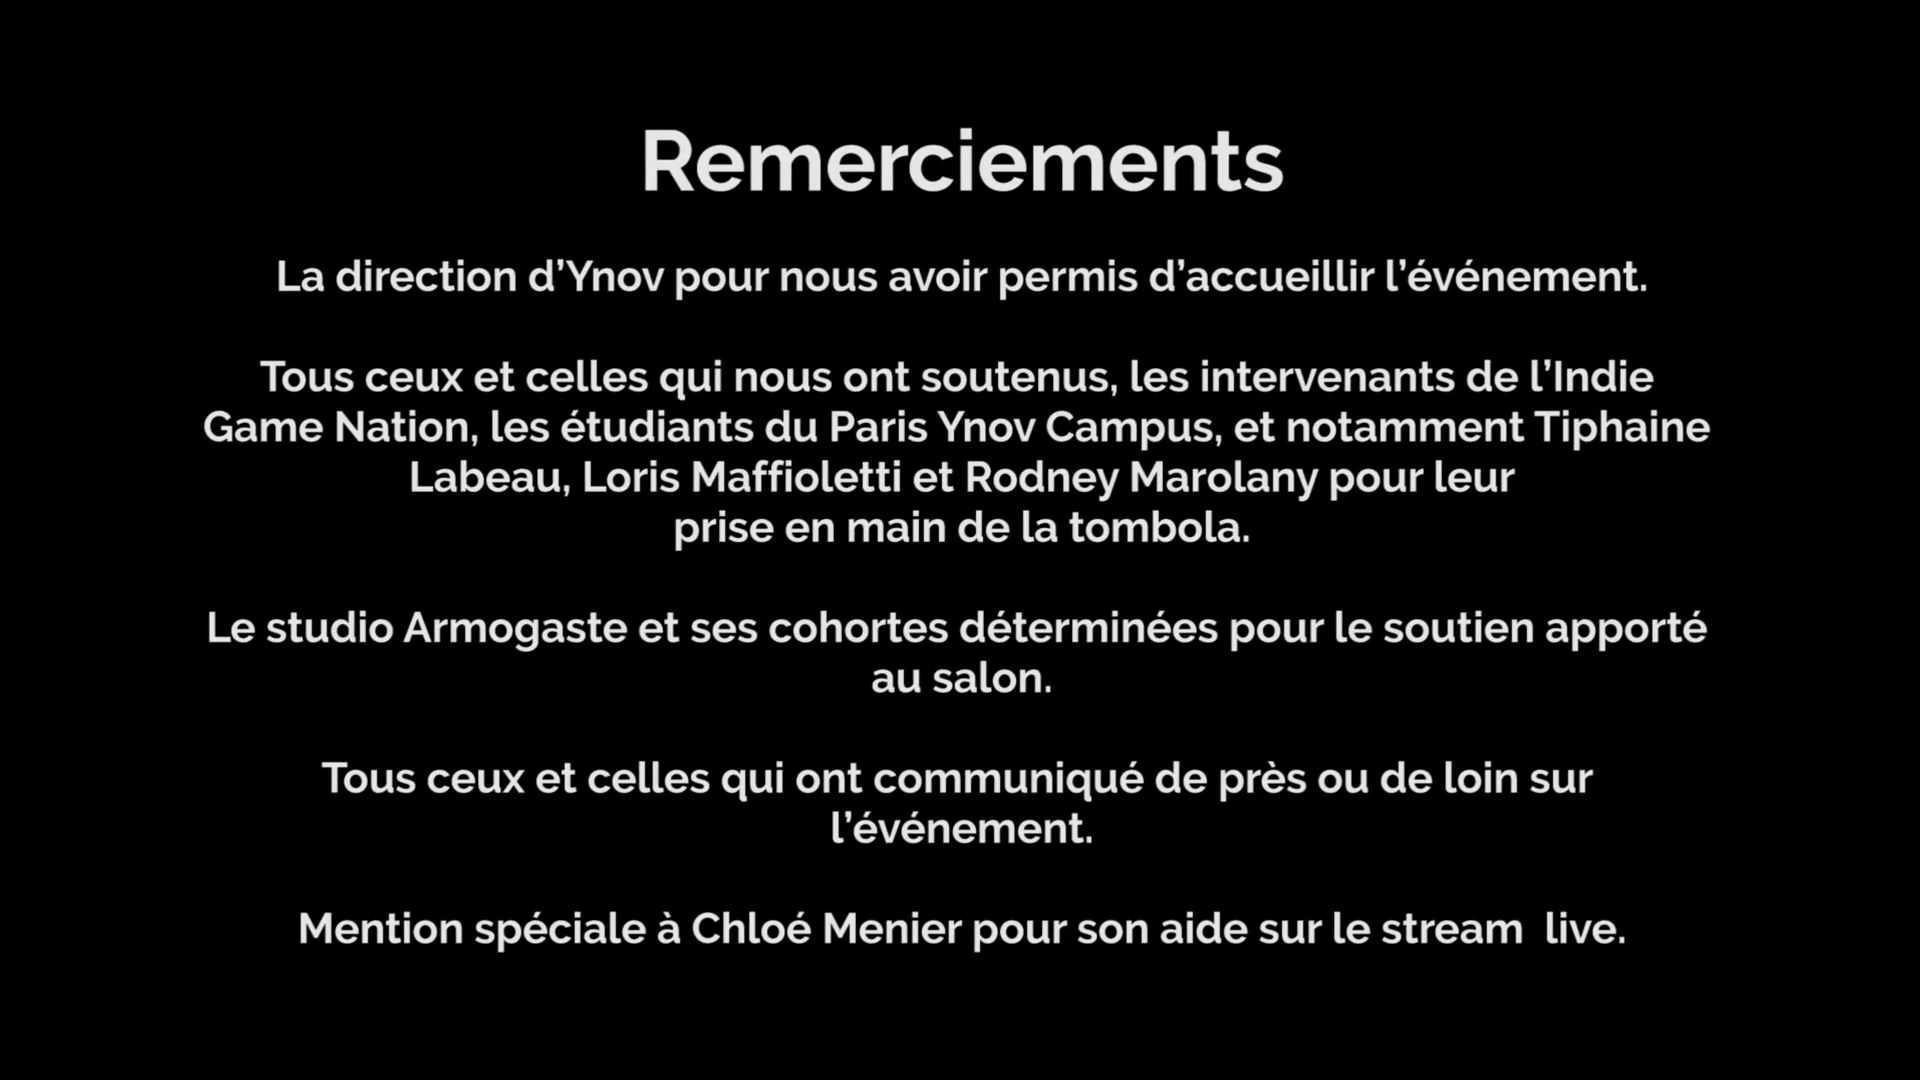 Remerciements
La direction d’Ynov pour nous avoir permis d’accueillir l’événement.
Tous ceux et celles qui nous ont soutenus, les intervenants de l’Indie
Game Nation, les étudiants du Paris Ynov Campus, et notamment Tiphaine
Labeau, Loris Maffioletti et Rodney Marolany pour leur
prise en main de la tombola.
Le studio Armogaste et ses cohortes déterminées pour le soutien apporté
au salon.
Tous ceux et celles qui ont communiqué de près ou de loin sur
l’événement.
Mention spéciale à Chloé Menier pour son aide sur le stream  live.